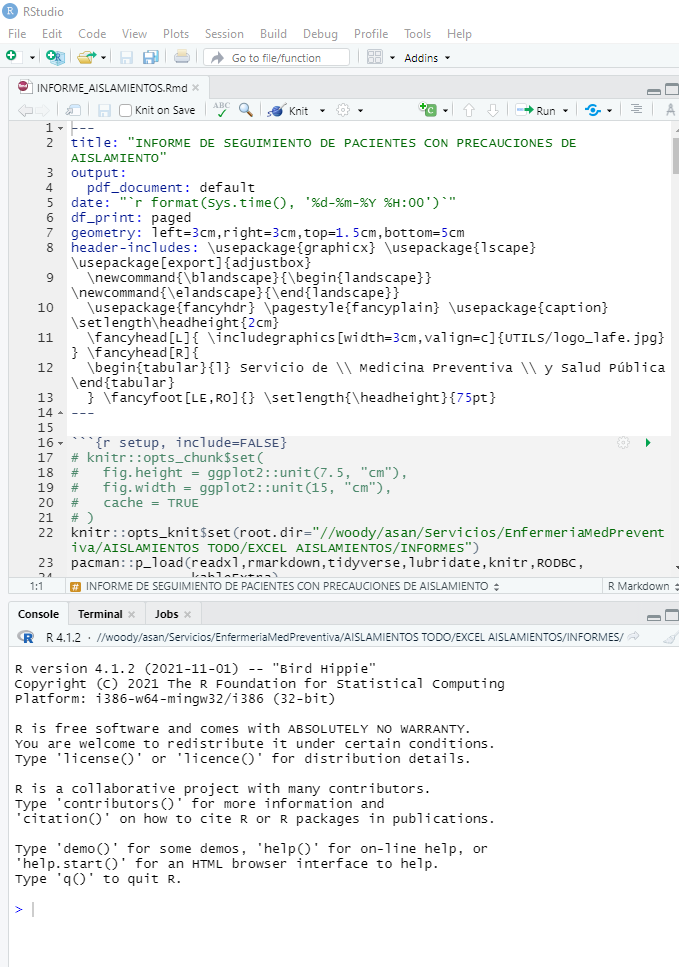 RStudio
File Edit Code View Plots Session Build Debug Profile Tools Help
Go to file/function Addins
INFORME_AISLAMIENTOS.Rmd
Knit on Save ABC Knit Run
1 ---
2 title: "INFORME DE SEGUIMIENTO DE PACIENTES CON PRECAUCIONES DE
AISLAMIENTO"
3 output:
4 pdf_document: default
5 date: "`r format(Sys.time(), '%d-%m-%Y %H:00')`"
6 df_print: paged
7 geometry: left=3cm,right=3cm,top=1.5cm,bottom=5cm
8 header-includes: \usepackage{graphicx} \usepackage{lscape}
\usepackage[export]{adjustbox}
9 \newcommand{\blandscape}{\begin{landscape}}
\newcommand{\elandscape}{\end{landscape}}
10 \usepackage{fancyhdr} \pagestyle{fancyplain} \usepackage{caption}
\setlength\headheight{2cm}
11 \fancyhead[L]{ \includegraphics[width=3cm,valign=c]{UTILS/logo_lafe.jpg}
} \fancyhead[R]{
12 \begin{tabular}{l} Servicio de \\ Medicina Preventiva \\ y Salud Pública
\end{tabular}
13 } \fancyfoot[LE,RO]{} \setlength{\headheight}{75pt}
14 ---
15
16 ```{r setup, include=FALSE}
17 # knitr::opts_chunk$set(
18 # fig.height = ggplot2::unit(7.5, "cm"),
19 # fig.width = ggplot2::unit(15, "cm"),
20 # cache = TRUE
21 # )
22 knitr::opts_knit$set(root.dir="//woody/asan/Servicios/EnfermeriaMedPrevent
iva/AISLAMIENTOS TODO/EXCEL AISLAMIENTOS/INFORMES")
23 pacman::p_load(readxl,rmarkdown,tidyverse,lubridate,knitr,RODBC,
24 kableExtra)
1:1 INFORME DE SEGUIMIENTO DE PACIENTES CON PRECAUCIONES DE AISLAMIENTO R Markdown
Console Terminal Jobs
R 4.1.2 · //woody/asan/Servicios/EnfermeriaMedPreventiva/AISLAMIENTOS TODO/EXCEL AISLAMIENTOS/INFORMES/
R version 4.1.2 (2021-11-01) -- "Bird Hippie"
Copyright (C) 2021 The R Foundation for Statistical Computing
Platform: i386-w64-mingw32/i386 (32-bit)
R is free software and comes with ABSOLUTELY NO WARRANTY.
You are welcome to redistribute it under certain conditions.
Type 'license()' or 'licence()' for distribution details.
R is a collaborative project with many contributors.
Type 'contributors()' for more information and
'citation()' on how to cite R or R packages in publications.
Type 'demo()' for some demos, 'help()' for on-line help, or
'help.start()' for an HTML browser interface to help.
Type 'q()' to quit R.
>